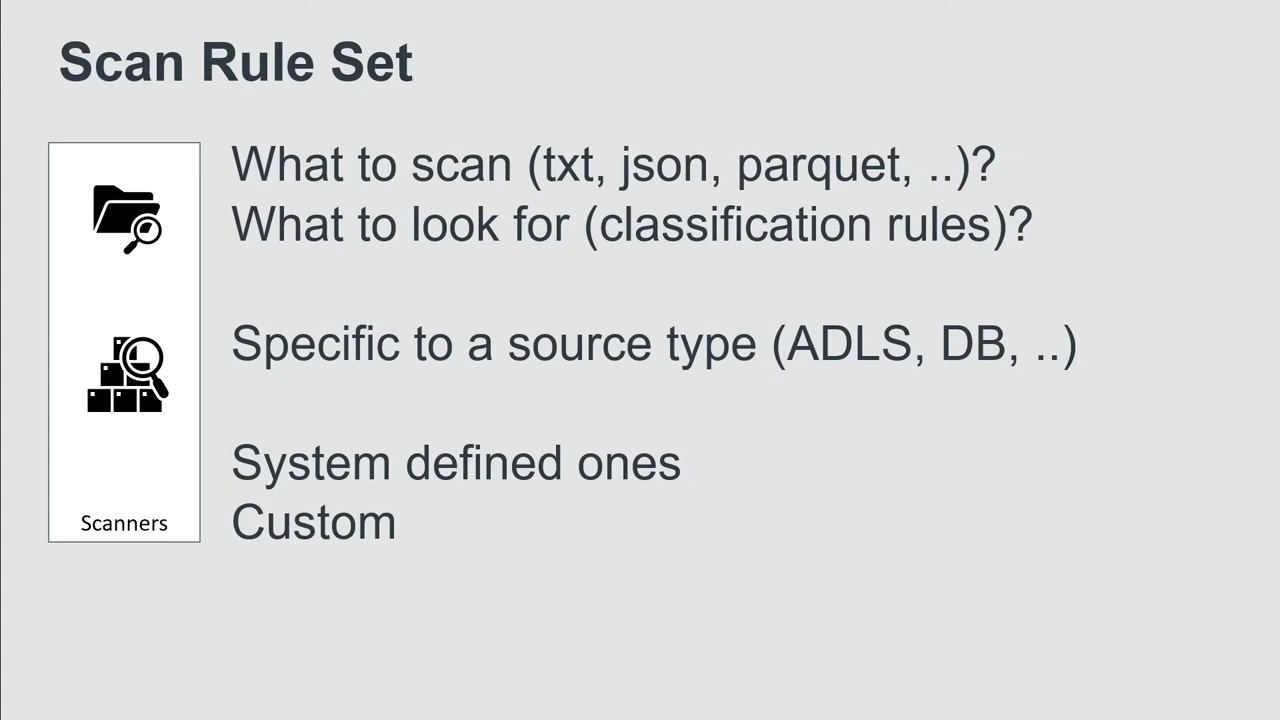 Scan Rule Set
What to scan (txt, json, parquet, ..)?
What to look for (classification rules)?
Specific to a source type (ADLS, DB, ..)
System defined ones
Custom
Scanners